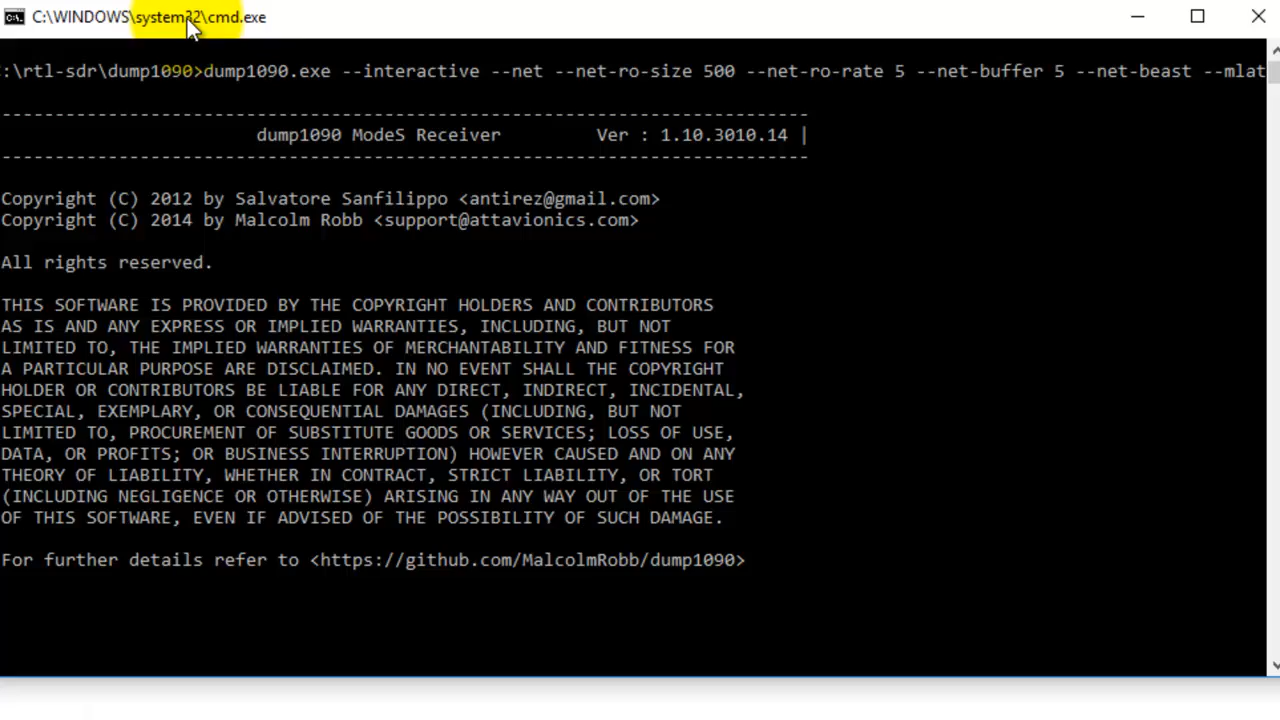 C:\WINDOWS\system32\cmd.exe
:\rtl-sdr\dump1090>dump1090.exe --interactive --net --net-ro-size 500 --net-ro-rate 5 --net-buffer 5 --net-beast --mlat
-----------------------------------------------------------------------------
dump1090 ModeS Receiver Ver : 1.10.3010.14 |
-----------------------------------------------------------------------------
Copyright (C) 2012 by Salvatore Sanfilippo <antirez@gmail.com>
Copyright (C) 2014 by Malcolm Robb <support@attavionics.com>
All rights reserved.
THIS SOFTWARE IS PROVIDED BY THE COPYRIGHT HOLDERS AND CONTRIBUTORS
AS IS AND ANY EXPRESS OR IMPLIED WARRANTIES, INCLUDING, BUT NOT
LIMITED TO, THE IMPLIED WARRANTIES OF MERCHANTABILITY AND FITNESS FOR
A PARTICULAR PURPOSE ARE DISCLAIMED. IN NO EVENT SHALL THE COPYRIGHT
HOLDER OR CONTRIBUTORS BE LIABLE FOR ANY DIRECT, INDIRECT, INCIDENTAL,
SPECIAL, EXEMPLARY, OR CONSEQUENTIAL DAMAGES (INCLUDING, BUT NOT
LIMITED TO, PROCUREMENT OF SUBSTITUTE GOODS OR SERVICES; LOSS OF USE,
DATA, OR PROFITS; OR BUSINESS INTERRUPTION) HOWEVER CAUSED AND ON ANY
THEORY OF LIABILITY, WHETHER IN CONTRACT, STRICT LIABILITY, OR TORT
(INCLUDING NEGLIGENCE OR OTHERWISE) ARISING IN ANY WAY OUT OF THE USE
OF THIS SOFTWARE, EVEN IF ADVISED OF THE POSSIBILITY OF SUCH DAMAGE.
For further details refer to <https://github.com/MalcolmRobb/dump1090>